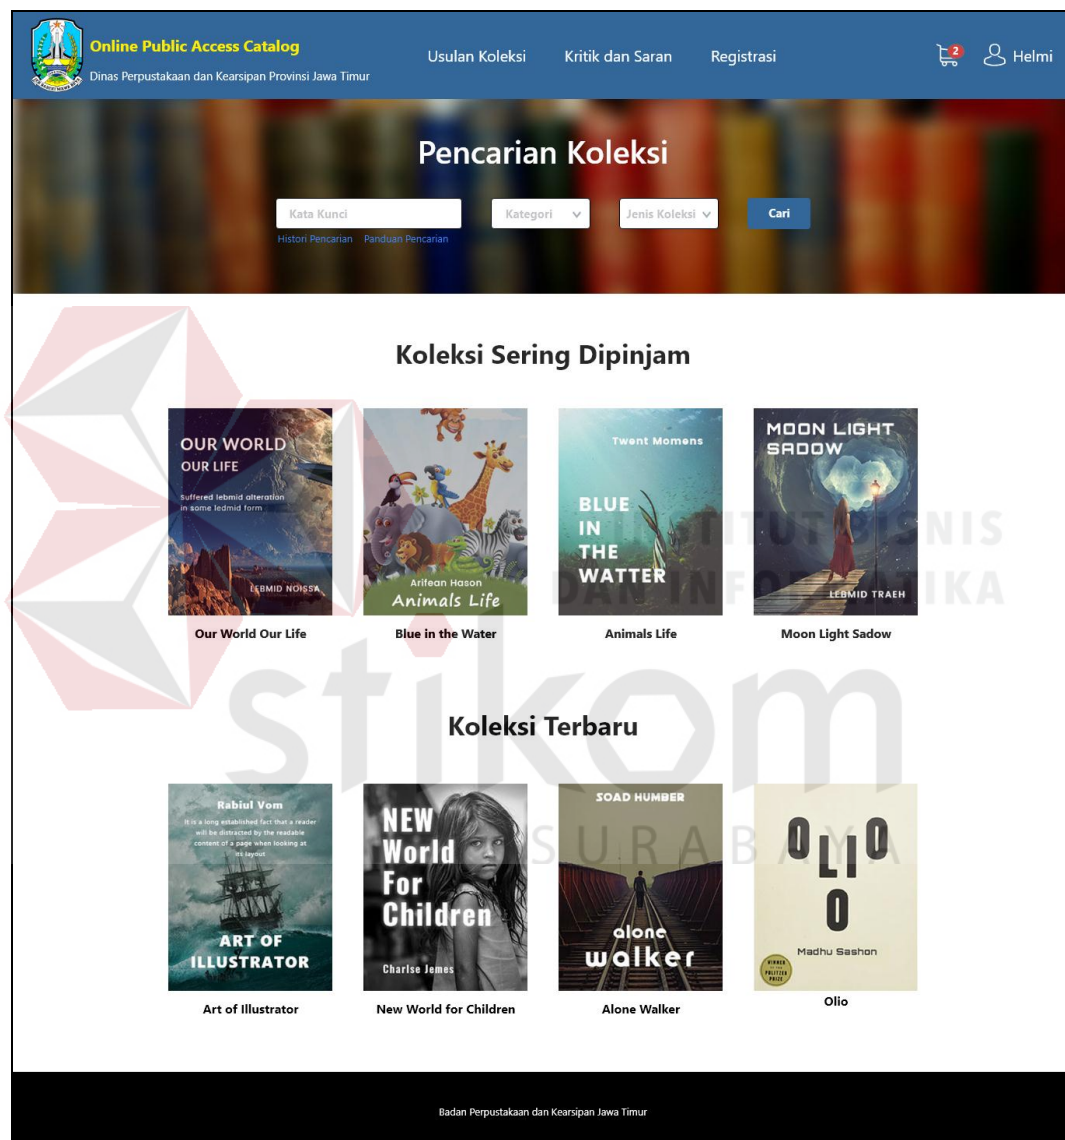 Online Public Access Catalog
Dinas Perpustakaan dan Kearsipan Provinsi Jawa Timur
Usulan Koleksi
Kritik dan Saran
Registrasi
2
Helmi
Pencarian Koleksi
Kata Kunci
Kategori
Jenis Koleksi
Cari
Histori Pencarian
Panduan Pencarian
Koleksi Sering Dipinjam
OUR WORLD
OUR LIFE
Suffered lebmid alteration
in some ledmid form
LEBMID NOISSA
Arifean Hason
Animals Life
Twent Momens
BLUE
IN
THE
WATTER
MOON LIGHT
SADOW
LEBMID TRAEH
Our World Our Life
Blue in the Water
Animals Life
Moon Light Sadow
INSTITUT BISNIS
DAN INFORMATIKA
stikom
SURABAYA
Koleksi Terbaru
Rabiul Vom
It is a long established fact that a reader
will be distracted by the readable
content of a page when looking at
its layout
ART OF
ILLUSTRATOR
NEW
World
For
Children
Charlse Jemes
SOAD HUMBER
alone
walker
OLIO
O
Madhu Sashon
WINNER
OF THE
PULITZER
PRIZE
Art of Illustrator
New World for Children
Alone Walker
Olio
Badan Perpustakaan dan Kearsipan Jawa Timur